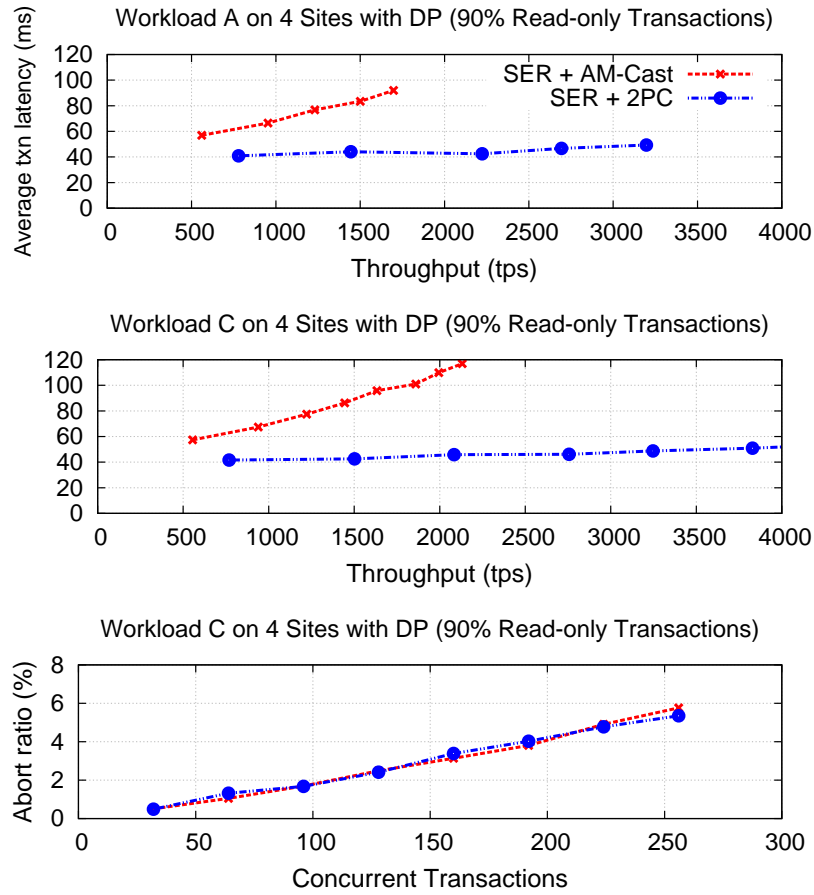 Workload A on 4 Sites with DP (90% Read-only Transactions)
Average txn latency (ms)
120
100
80
60
40
20
0
SER + AM-Cast
SER + 2PC
0 500 1000 1500 2000 2500 3000 3500 4000
Throughput (tps)
Workload C on 4 Sites with DP (90% Read-only Transactions)
120
100
80
60
40
20
0
0 500 1000 1500 2000 2500 3000 3500 4000
Throughput (tps)
Workload C on 4 Sites with DP (90% Read-only Transactions)
Abort ratio (%)
8
6
4
2
0
0 50 100 150 200 250 300
Concurrent Transactions